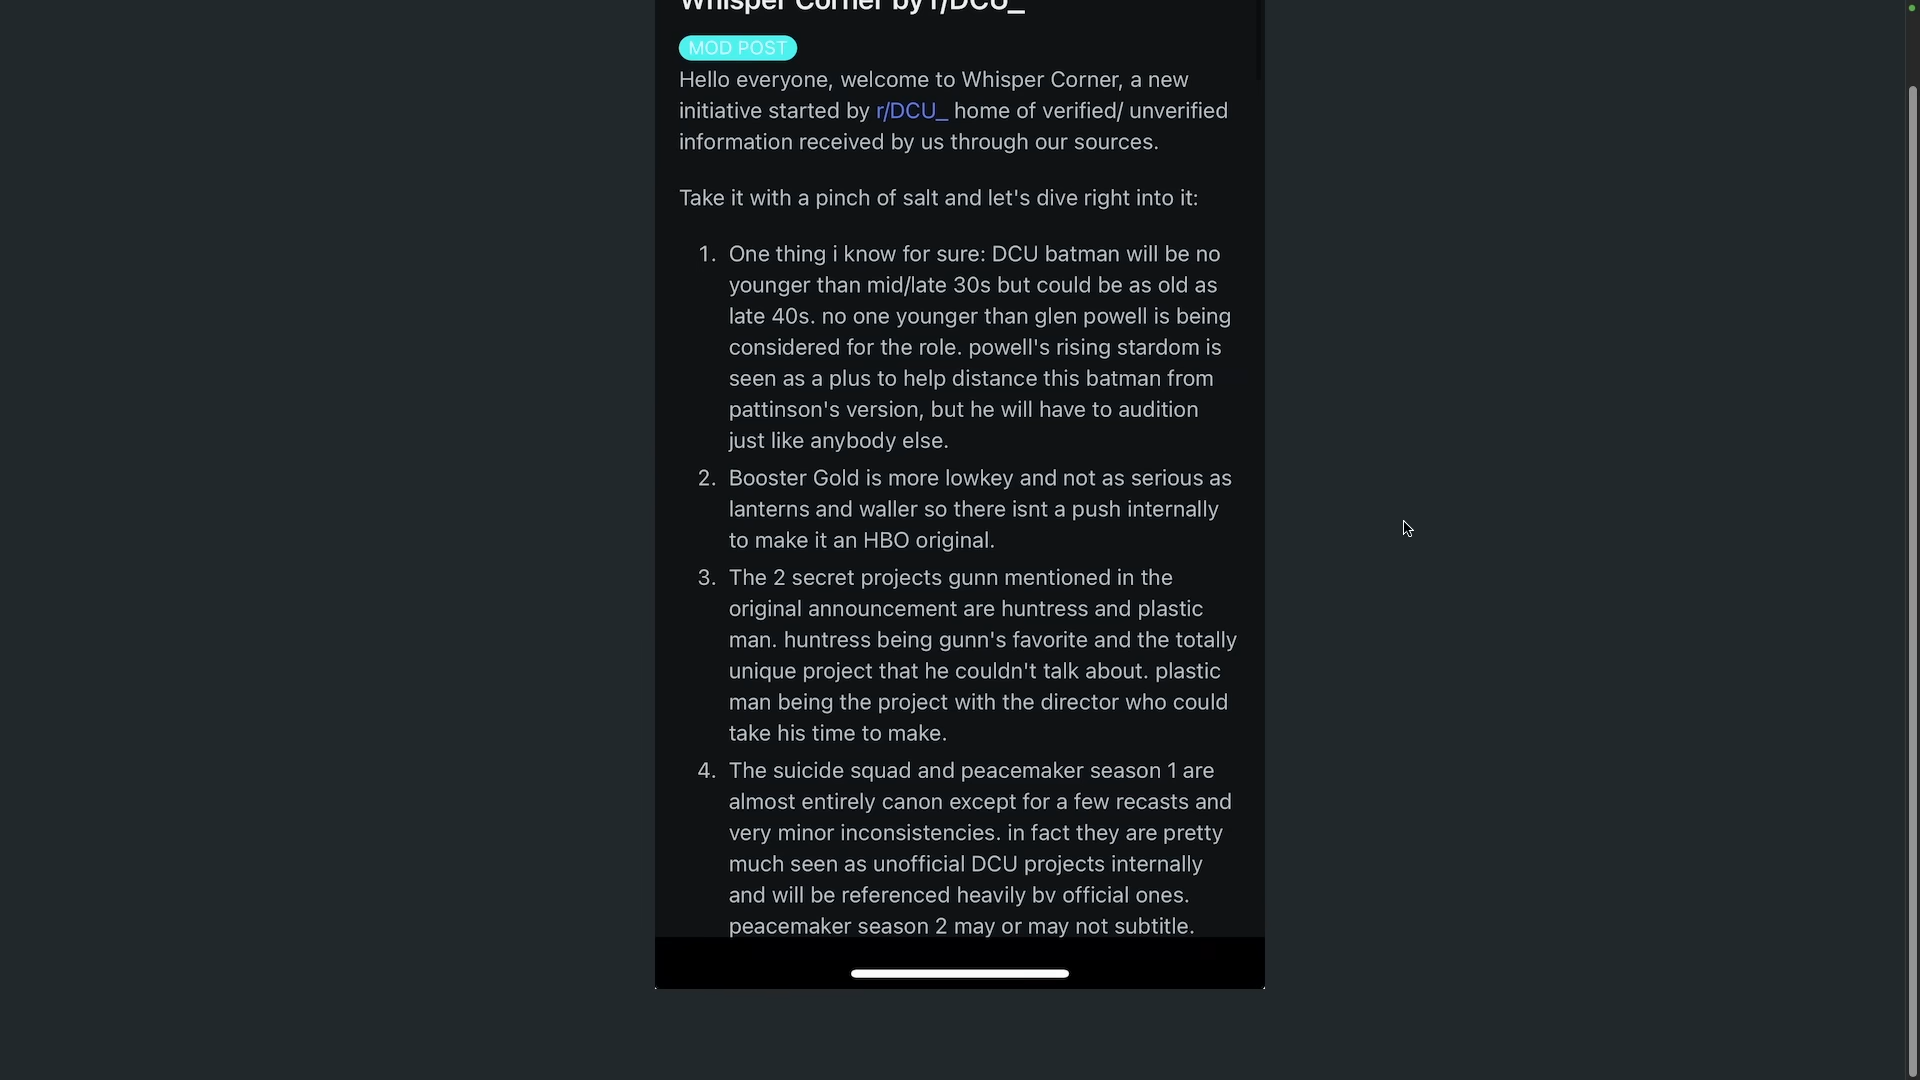 Whisper Corner by r/DCU_
MOD POST
Hello everyone, welcome to Whisper Corner, a new
initiative started by r/DCU_ home of verified/ unverified
information received by us through our sources.
Take it with a pinch of salt and let's dive right into it:
1. One thing i know for sure: DCU batman will be no
younger than mid/late 30s but could be as old as
late 40s. no one younger than glen powell is being
considered for the role. powell's rising stardom is
seen as a plus to help distance this batman from
pattinson's version, but he will have to audition
just like anybody else.
2. Booster Gold is more lowkey and not as serious as
lanterns and waller so there isnt a push internally
to make it an HBO original.
3. The 2 secret projects gunn mentioned in the
original announcement are huntress and plastic
man. huntress being gunn's favorite and the totally
unique project that he couldn't talk about. plastic
man being the project with the director who could
take his time to make.
4. The suicide squad and peacemaker season 1 are
almost entirely canon except for a few recasts and
very minor inconsistencies. in fact they are pretty
much seen as unofficial DCU projects internally
and will be referenced heavily by official ones.
peacemaker season 2 may or may not subtitle.